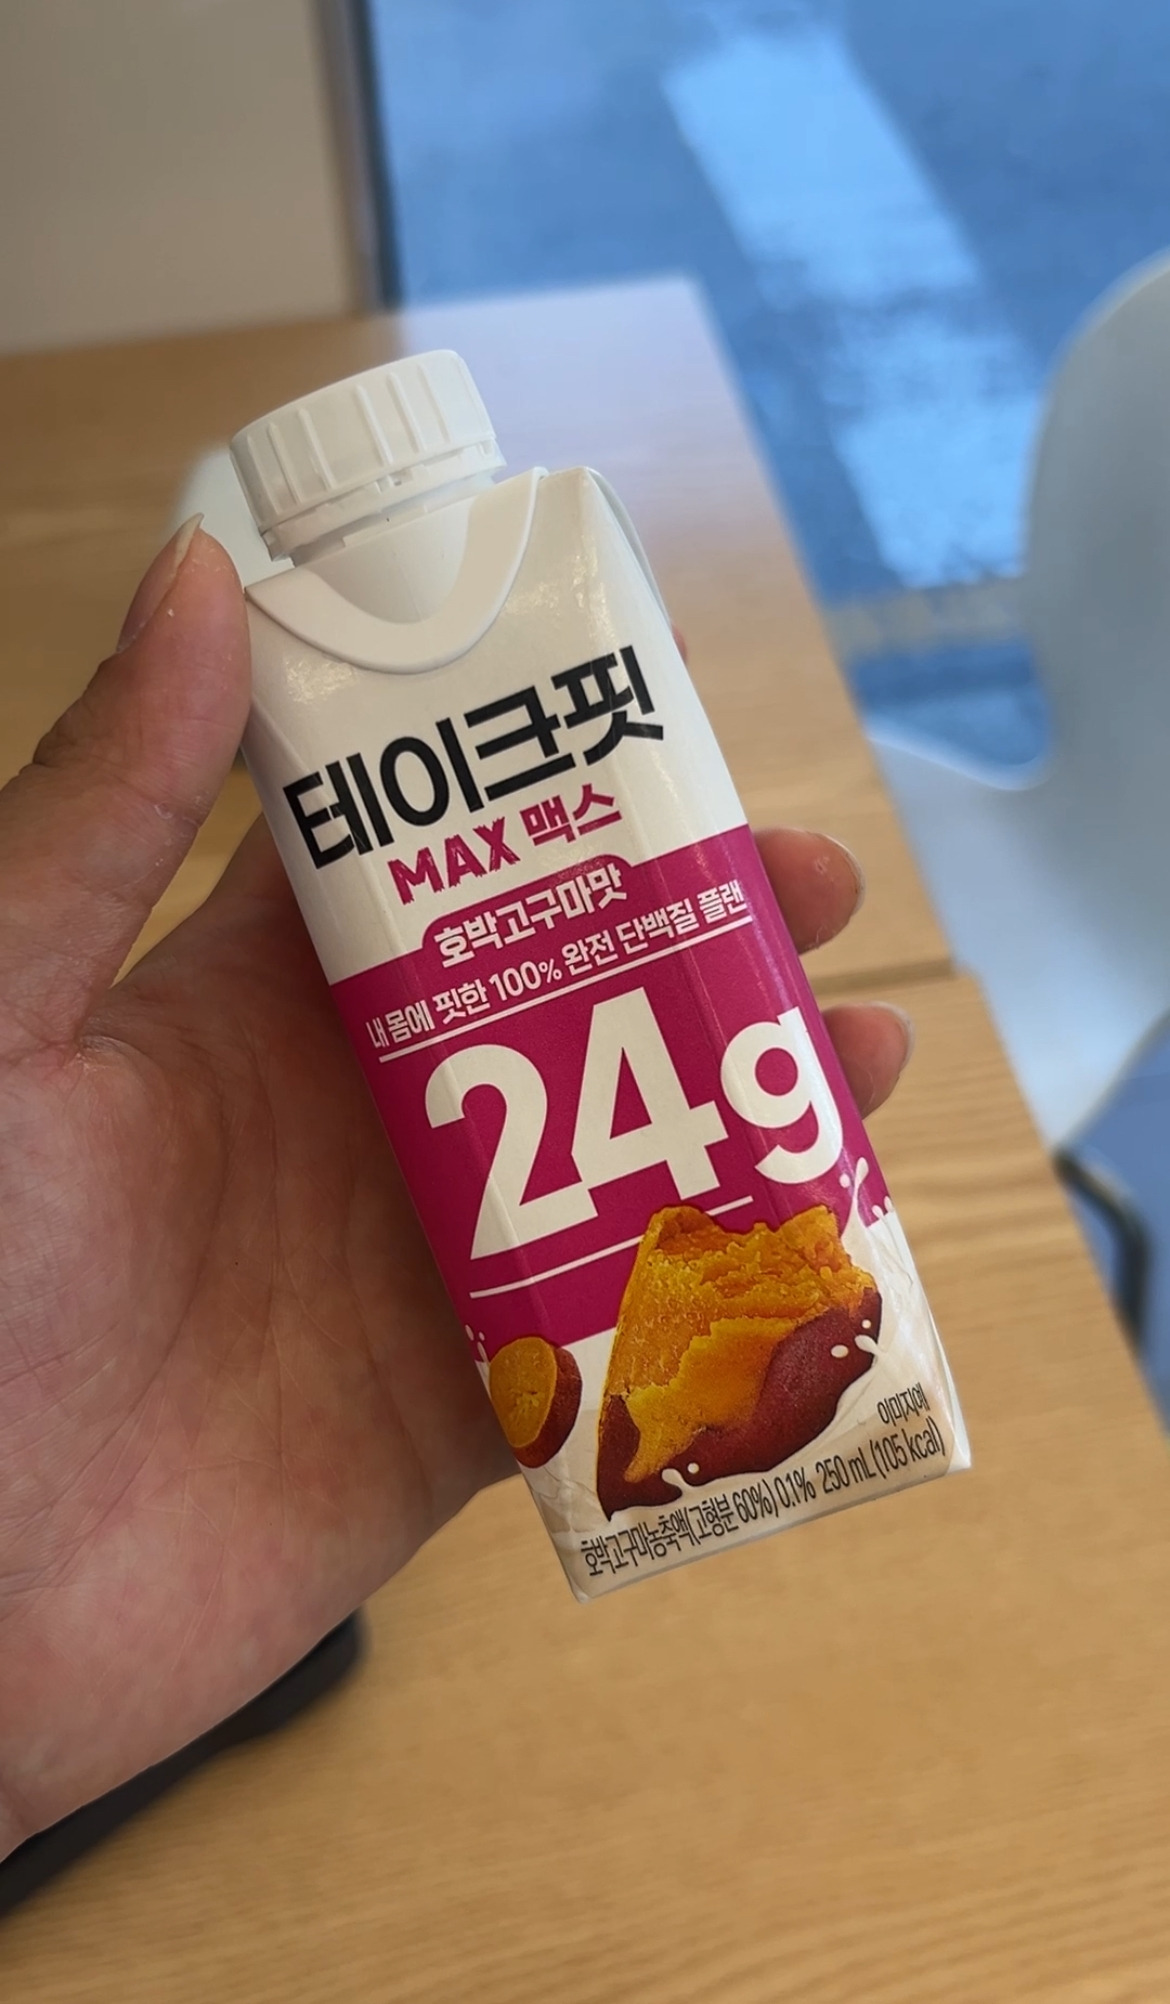 테이크핏
MAX 맥스
호박고구마맛
내 몸에 핏한 100% 완전 단백질 플랜
24g
이미지예
호박고구마농축액(고형분 60%) 0.1% 250 mL (105 kcal)